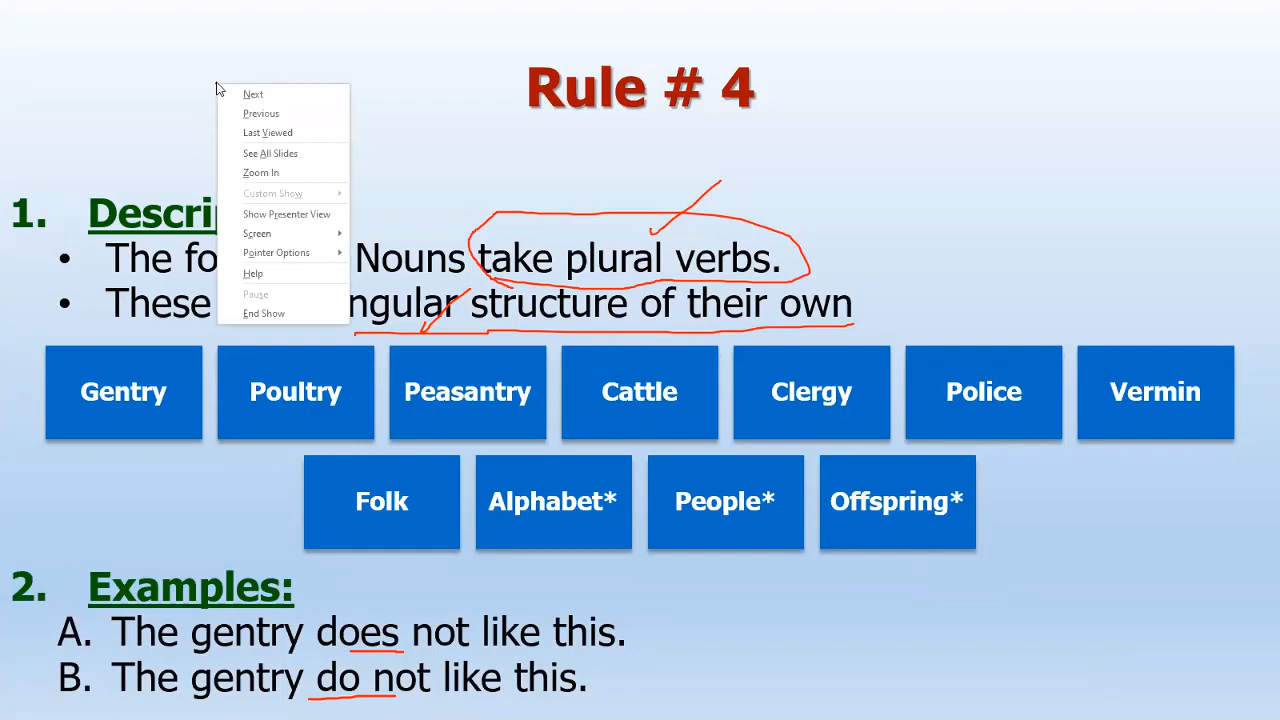 Rule # 4
Next
Previous
Last Viewed
See All Slides
Zoom In
Custom Show
Show Presenter View
Screen
Pointer Options
Help
Pause
End Show
1. Descri
• The fo Nouns take plural verbs.
• These ngular structure of their own
Gentry Poultry Peasantry Cattle Clergy Police Vermin
Folk Alphabet* People* Offspring*
2. Examples:
A. The gentry does not like this.
B. The gentry do not like this.